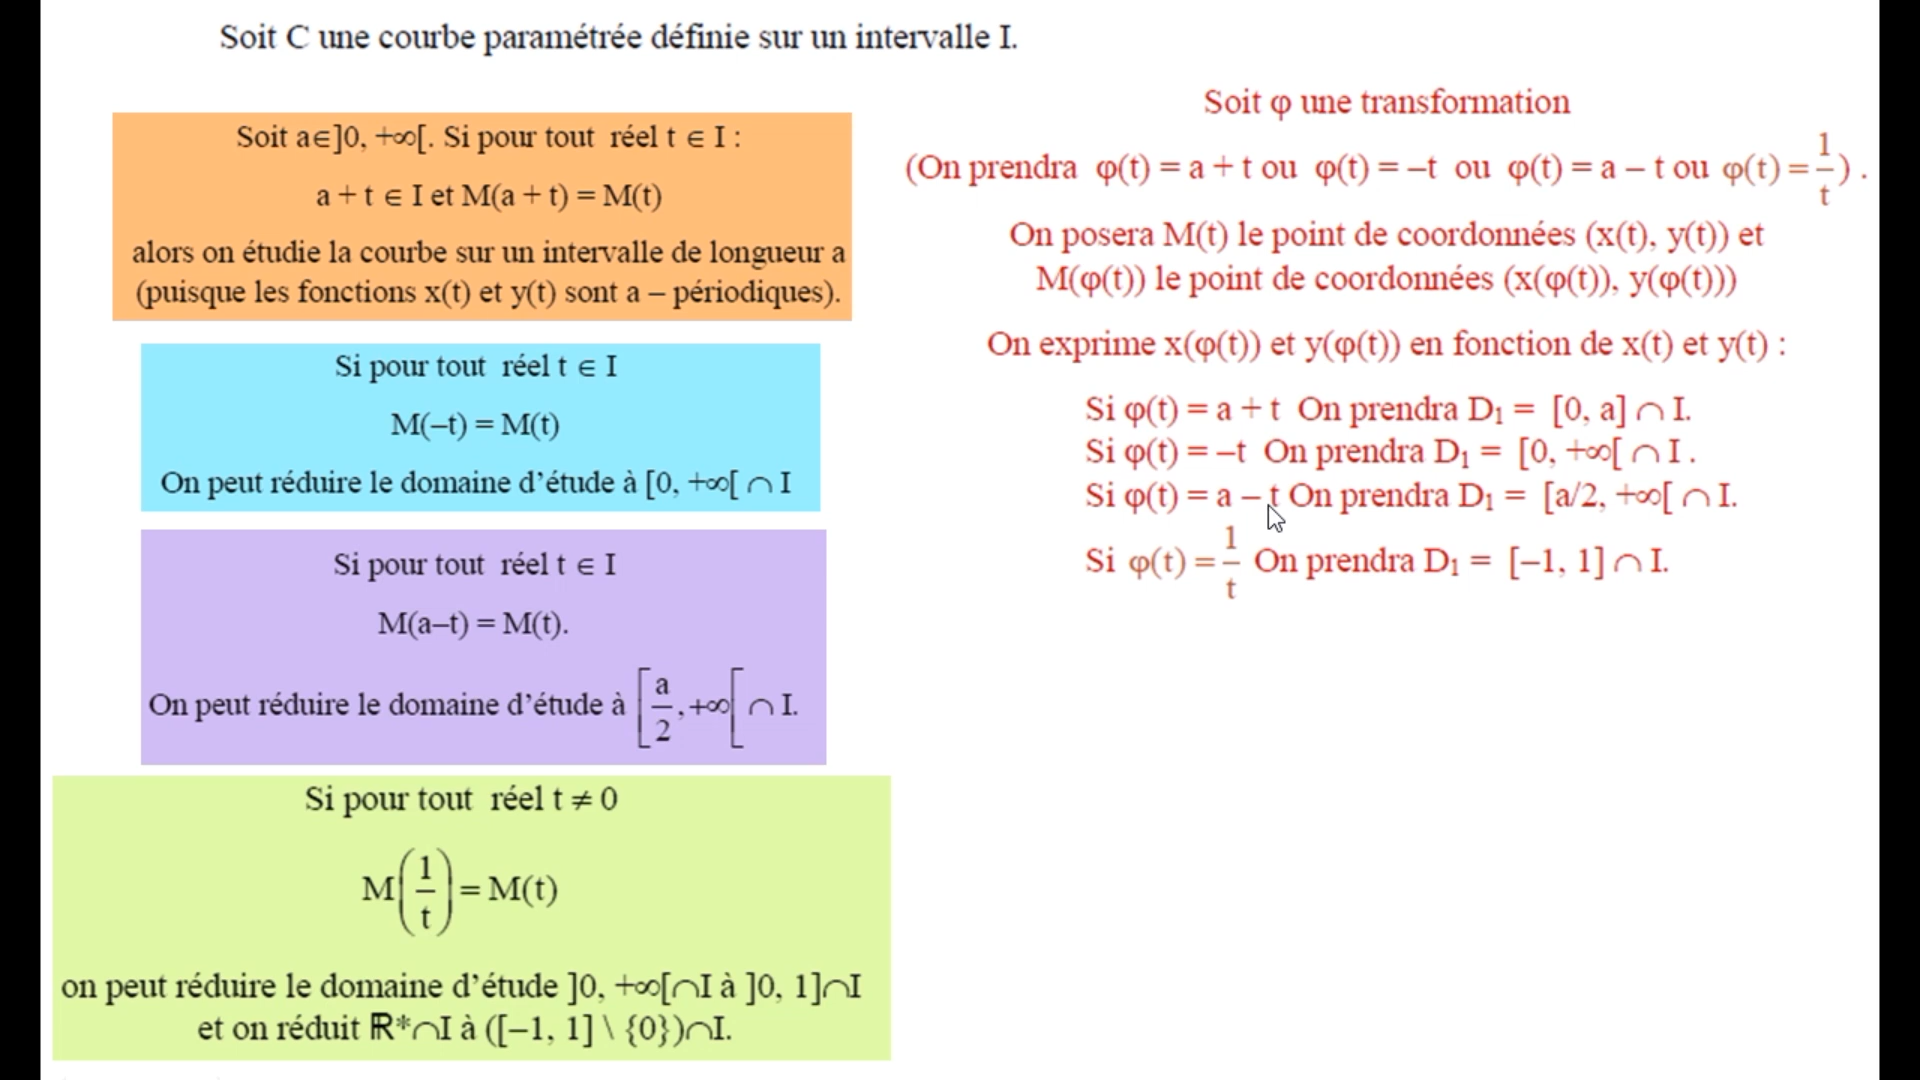 Soit C une courbe paramétrée définie sur un intervalle I.
Soit a∈]0, +∞[. Si pour tout réel t ∈ I :
a + t ∈ I et M(a + t) = M(t)
alors on étudie la courbe sur un intervalle de longueur a
(puisque les fonctions x(t) et y(t) sont a – périodiques).
Si pour tout réel t ∈ I
M(–t) = M(t)
On peut réduire le domaine d’étude à [0, +∞[ ∩ I
Si pour tout réel t ∈ I
M(a–t) = M(t).
On peut réduire le domaine d’étude à [a/2, +∞[ ∩ I.
Si pour tout réel t ≠ 0
M(1/t) = M(t)
on peut réduire le domaine d’étude ]0, +∞[∩I à ]0, 1]∩I
et on réduit ℝ*∩I à ([–1, 1] \ {0})∩I.
Soit φ une transformation
(On prendra φ(t) = a + t ou φ(t) = –t ou φ(t) = a – t ou φ(t) = 1/t) .
On posera M(t) le point de coordonnées (x(t), y(t)) et
M(φ(t)) le point de coordonnées (x(φ(t)), y(φ(t)))
On exprime x(φ(t)) et y(φ(t)) en fonction de x(t) et y(t) :
Si φ(t) = a + t On prendra D₁ = [0, a] ∩ I.
Si φ(t) = –t On prendra D₁ = [0, +∞[ ∩ I .
Si φ(t) = a – t On prendra D₁ = [a/2, +∞[ ∩ I.
Si φ(t) = 1/t On prendra D₁ = [–1, 1] ∩ I.